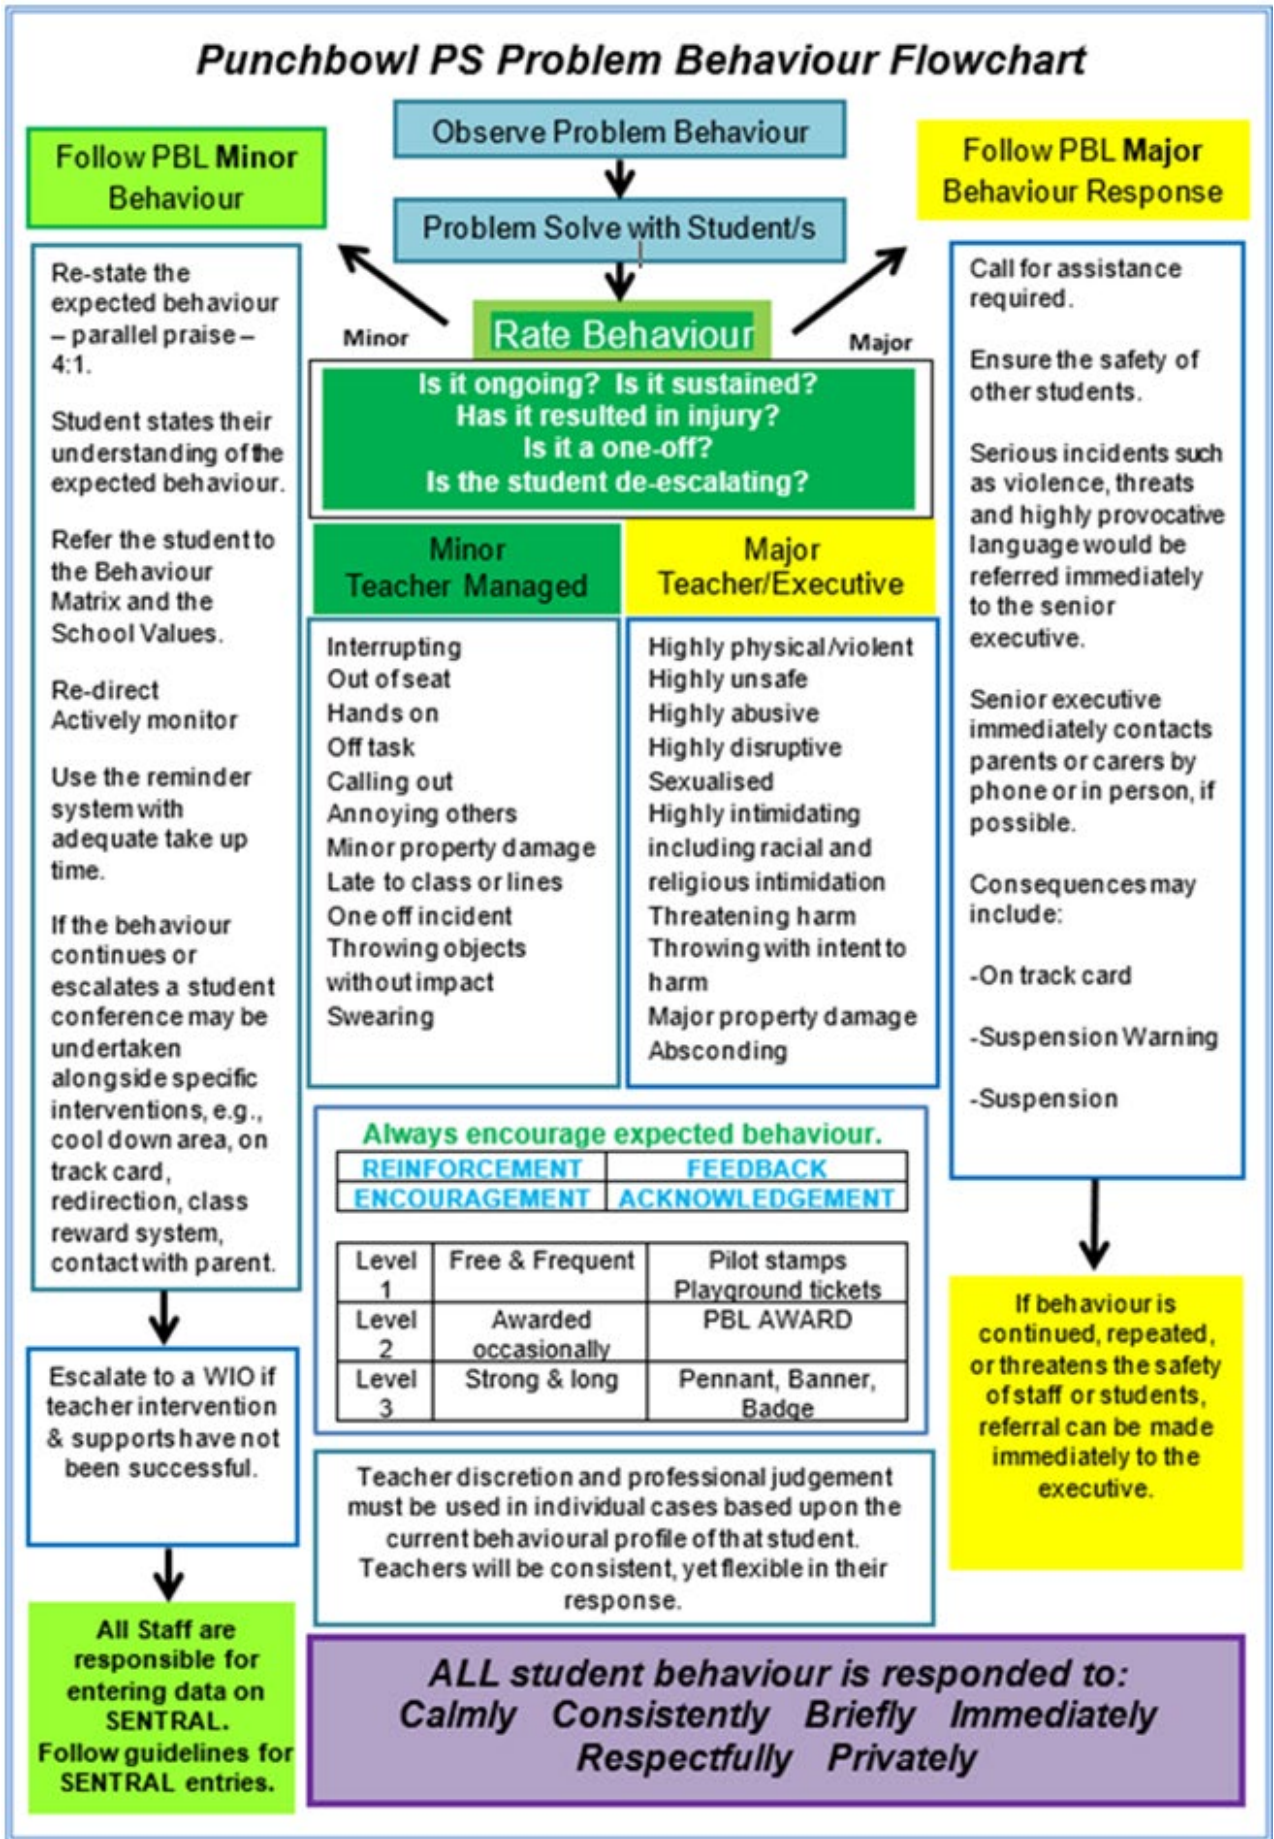 Punchbowl PS Problem Behaviour Flowchart
Observe Problem Behaviour
Problem Solve with Student/s
Follow PBL Minor
Behaviour
Follow PBL Major
Behaviour Response
Minor
Rate Behaviour
Major
Is it ongoing? Is it sustained?
Has it resulted in injury?
Is it a one-off?
Is the student de-escalating?
Re-state the
expected behaviour
– parallel praise –
4:1.
Student states their
understanding of the
expected behaviour.
Refer the student to
the Behaviour
Matrix and the
School Values.
Re-direct
Actively monitor
Use the reminder
system with
adequate take up
time.
If the behaviour
continues or
escalates a student
conference may be
undertaken
alongside specific
interventions, e.g.,
cool down area, on
track card,
redirection, class
reward system,
contact with parent.
Escalate to a WIO if
teacher intervention
& supports have not
been successful.
All Staff are
responsible for
entering data on
SENTRAL.
Follow guidelines for
SENTRAL entries.
Minor
Teacher Managed
Interrupting
Out of seat
Hands on
Off task
Calling out
Annoying others
Minor property damage
Late to class or lines
One off incident
Throwing objects
without impact
Swearing
Major
Teacher/Executive
Highly physical/violent
Highly unsafe
Highly abusive
Highly disruptive
Sexualised
Highly intimidating
including racial and
religious intimidation
Threatening harm
Throwing with intent to
harm
Major property damage
Absconding
Call for assistance
required.
Ensure the safety of
other students.
Serious incidents such
as violence, threats
and highly provocative
language would be
referred immediately
to the senior
executive.
Senior executive
immediately contacts
parents or carers by
phone or in person, if
possible.
Consequences may
include:
-On track card
-Suspension Warning
-Suspension
If behaviour is
continued, repeated,
or threatens the safety
of staff or students,
referral can be made
immediately to the
executive.
Always encourage expected behaviour.
REINFORCEMENT FEEDBACK
ENCOURAGEMENT ACKNOWLEDGEMENT
Level Free & Frequent Pilot stamps
1 Playground tickets
Level Awarded PBL AWARD
2 occasionally
Level Strong & long Pennant, Banner,
3 Badge
Teacher discretion and professional judgement
must be used in individual cases based upon the
current behavioural profile of that student.
Teachers will be consistent, yet flexible in their
response.
ALL student behaviour is responded to:
Calmly Consistently Briefly Immediately
Respectfully Privately